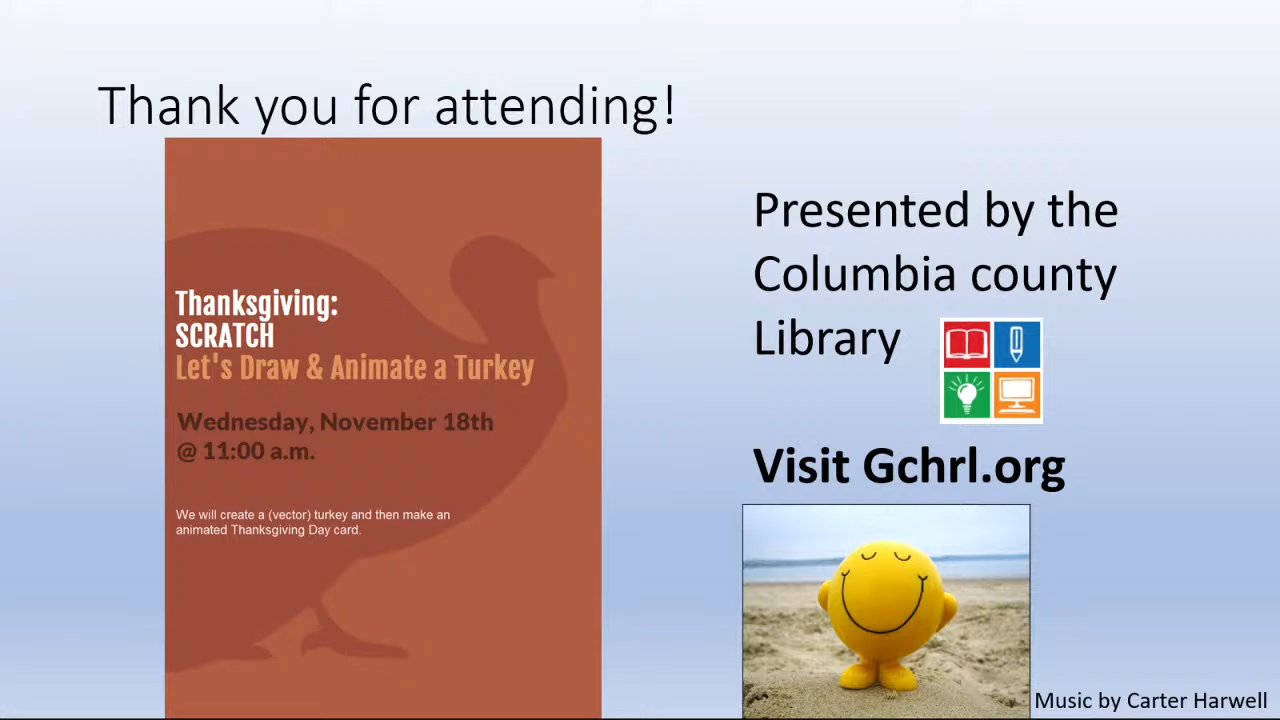 Thank you for attending!
Thanksgiving:
SCRATCH
Let's Draw & Animate a Turkey
Wednesday, November 18th
@ 11:00 a.m.
We will create a (vector) turkey and then make an
animated Thanksgiving Day card.
Presented by the
Columbia county
Library
Visit Gchrl.org
Music by Carter Harwell